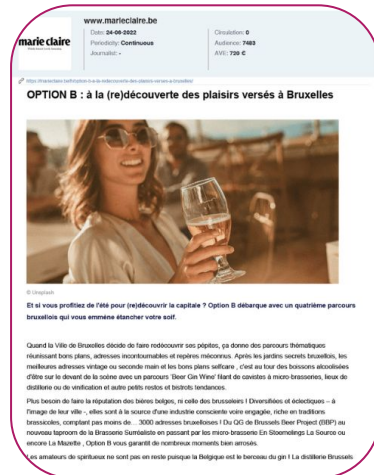 marie claire
www.marieclaire.be
Date: 24-06-2022
Periodicity: Continuous
Journalist: -
Circulation: 0
Audience: 7483
AVE: 728 €
OPTION B : à la (re)découverte des plaisirs versés à Bruxelles
© Unsplash
Et si vous profitiez de l'été pour (re)découvrir la capitale ? Option B débarque avec un quatrième parcours
bruxellois qui vous emmène étancher votre soif.
Quand la Ville de Bruxelles décide de faire redécouvrir ses pépites, ça donne des parcours thématiques
réunissant bons plans, adresses incontournables et repères méconnus. Après les jardins secrets bruxellois, les
meilleures adresses vintage ou seconde main et les bons plans selfcare , c'est au tour des boissons alcoolisées
d'être sur le devant de la scène avec un parcours 'Beer Gin Wine' filant de cavistes à micro-brasseries, lieux de
distillerie ou de vinification et autre petits restos et bistrots tendances.
Plus besoin de faire la réputation des bières belges, ni celle des brusseleirs ! Diversifiées et éclectiques – à
l'image de leur ville -, elles sont à la source d'une industrie consciente voire engagée, riche en traditions
brassicoles, comptant pas moins de… 3000 adresses bruxelloises ! Du QG de Brussels Beer Project (BBP) au
nouveau taproom de la Brasserie Surréaliste en passant par les micro-brasserie En Stoemelings La Source ou
encore La Mazette , Option B vous garantit de nombreux moments bien arrosés.
Les amateurs de spiritueux ne sont pas en reste puisque la Belgique est le berceau du gin ! La distillerie Brussels